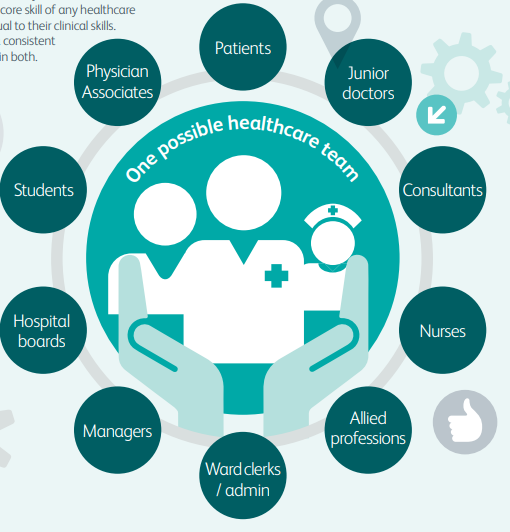 core skill of any healthcare
ual to their clinical skills.
consistent
in both.
Patients
Physician
Associates
Junior
doctors
One possible healthcare team
Students
Consultants
Hospital
boards
Nurses
Managers
Allied
professions
Ward clerks
/ admin